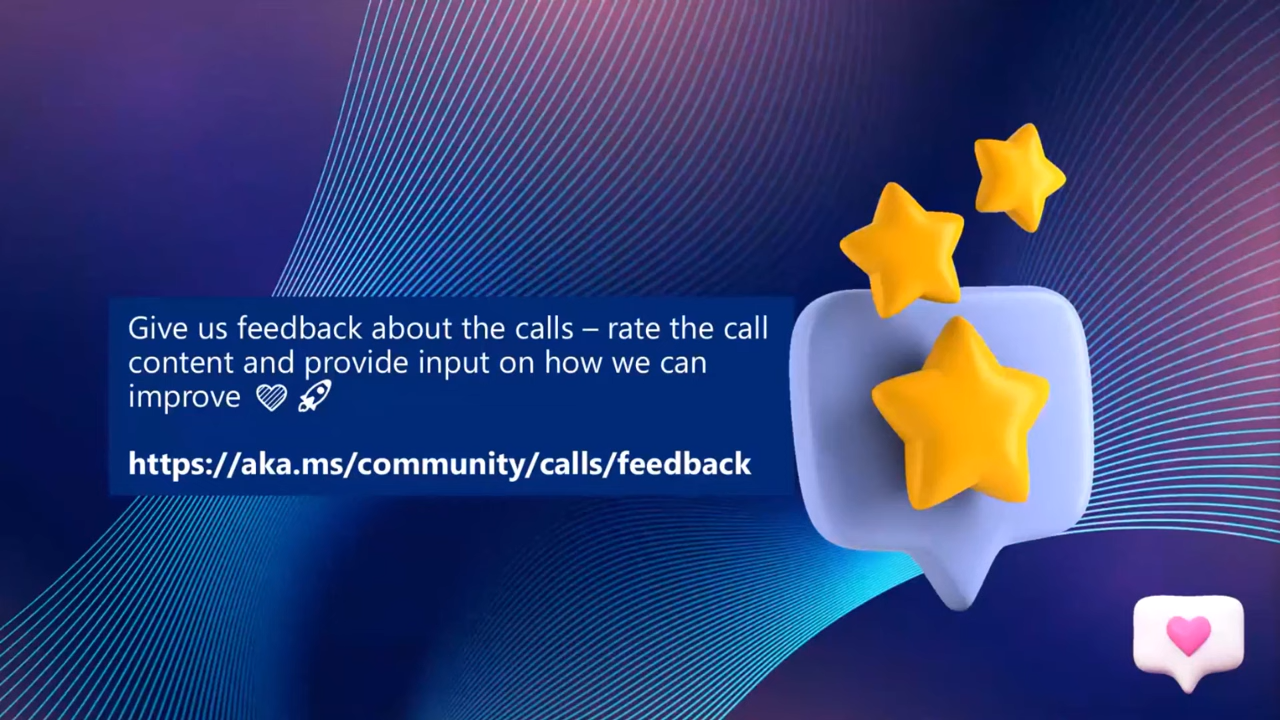 Give us feedback about the calls – rate the call
content and provide input on how we can
improve
https://aka.ms/community/calls/feedback